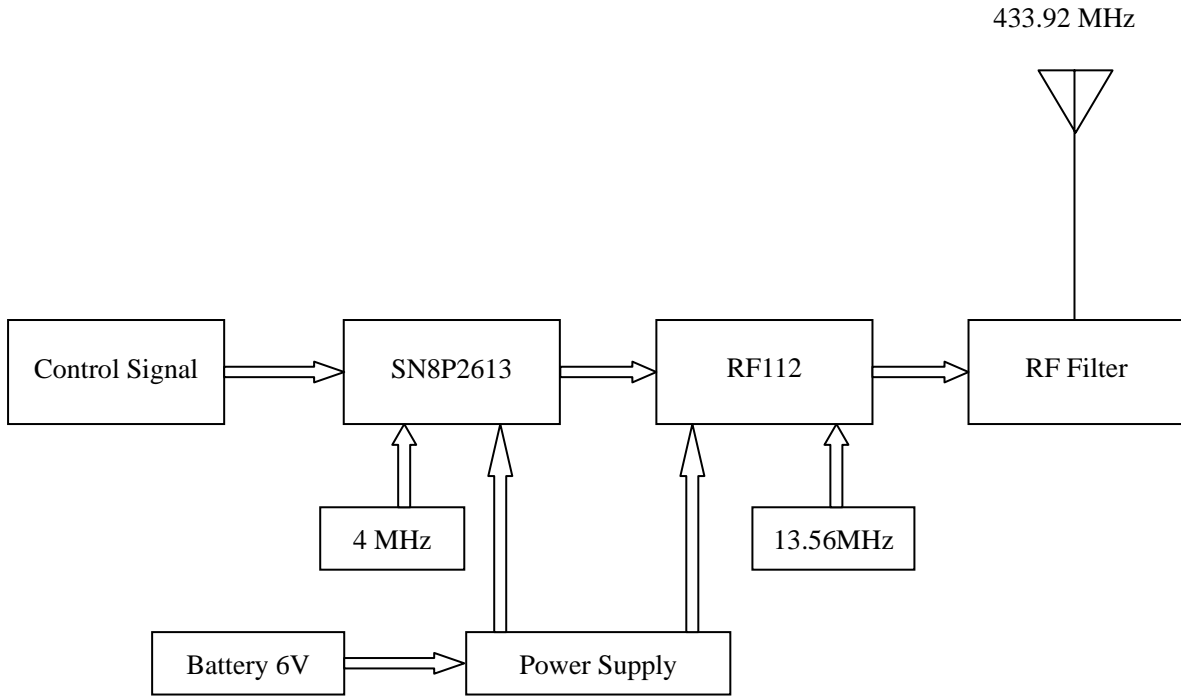 433.92 MHz
Control Signal
SN8P2613
RF112
RF Filter
4 MHz
13.56MHz
Battery 6V
Power Supply